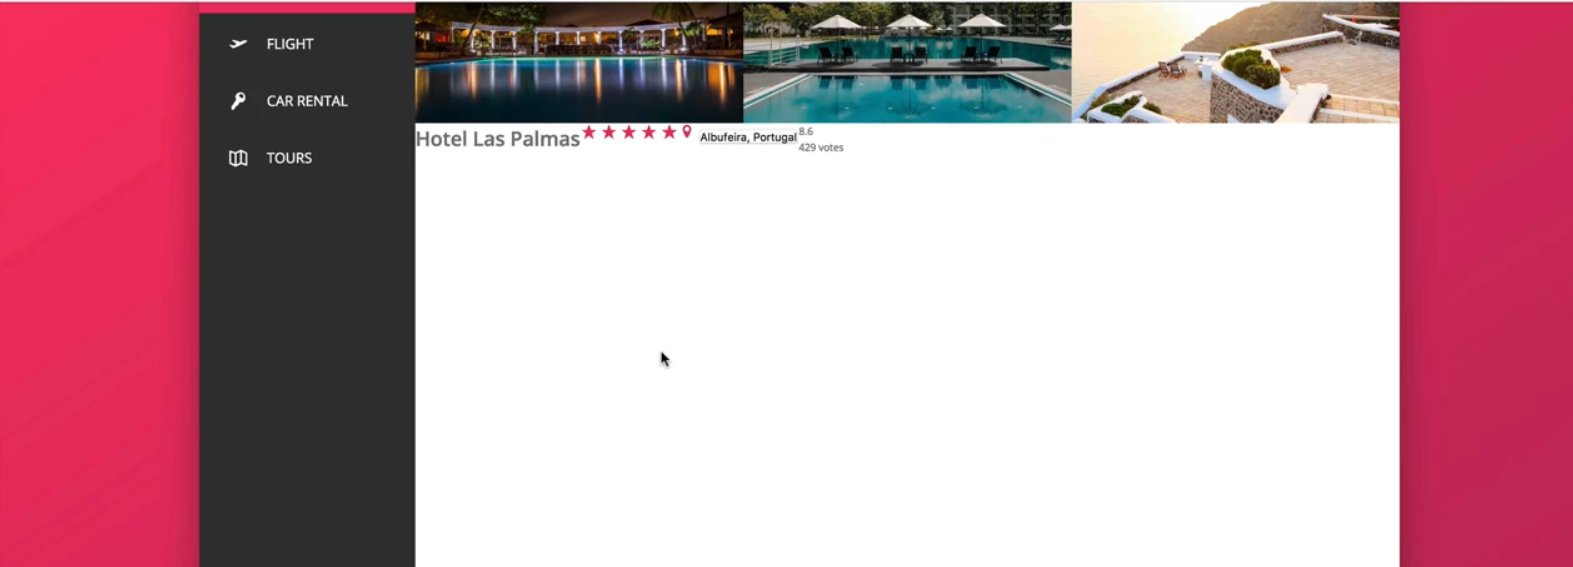 FLIGHT
CAR RENTAL
TOURS
Hotel Las Palmas
Albufeira, Portugal
8.6
429 votes